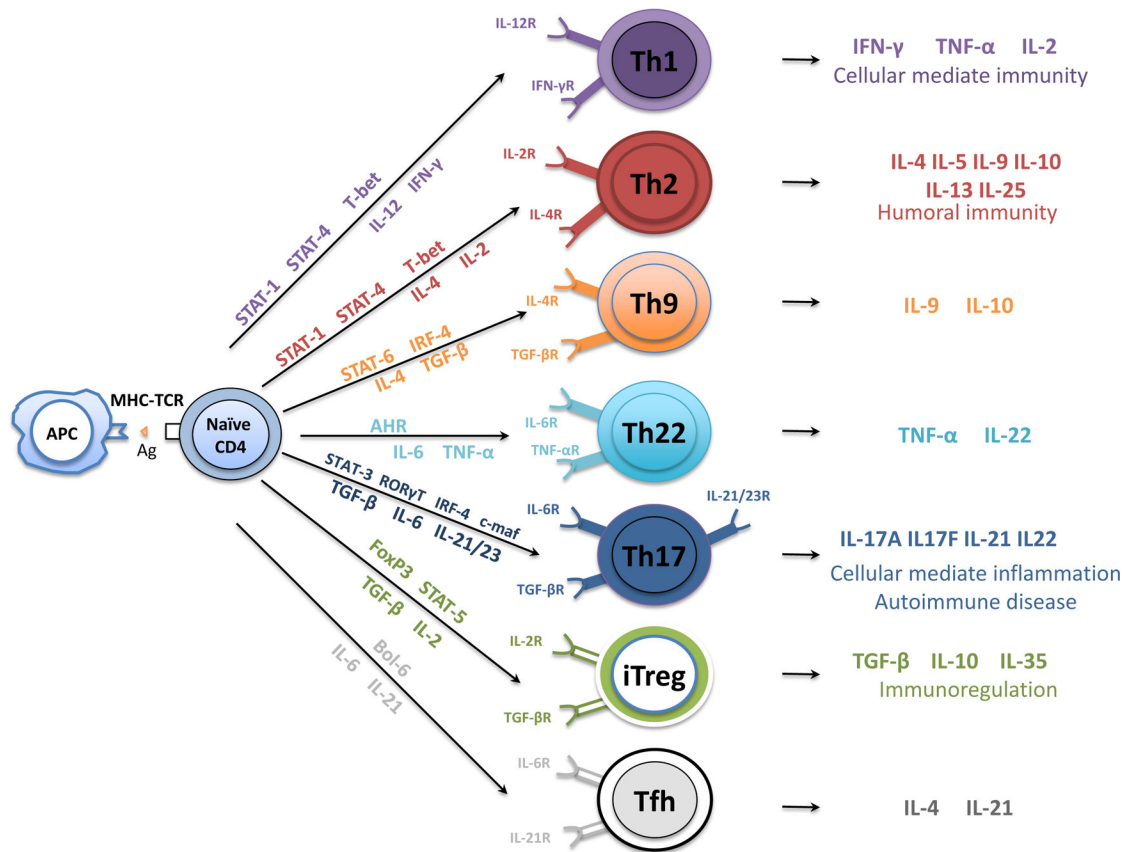 IL-12R
Th1
IFN-γR
IFN-γ TNF-α IL-2
Cellular mediate immunity
STAT-1 STAT-4 T-bet
IL-12 IFN-γ
IL-2R
Th2
IL-4R
IL-4 IL-5 IL-9 IL-10
IL-13 IL-25
Humoral immunity
STAT-1 STAT-4 T-bet
IL-4 IL-2
IL-4R
Th9
TGF-βR
IL-9 IL-10
STAT-6 IRF-4
IL-4 TGF-β
MHC-TCR
APC
Ag
Naïve
CD4
AHR
IL-6 TNF-α
IL-6R
Th22
TNF-αR
TNF-α IL-22
STAT-3 RORγT IRF-4 c-maf
TGF-β IL-6 IL-21/23
IL-6R
IL-21/23R
Th17
TGF-βR
IL-17A IL17F IL-21 IL22
Cellular mediate inflammation
Autoimmune disease
FoxP3 STAT-5
TGF-β IL-2
IL-2R
iTreg
TGF-βR
TGF-β IL-10 IL-35
Immunoregulation
Bol-6
IL-6 IL-21
IL-6R
Tfh
IL-21R
IL-4 IL-21